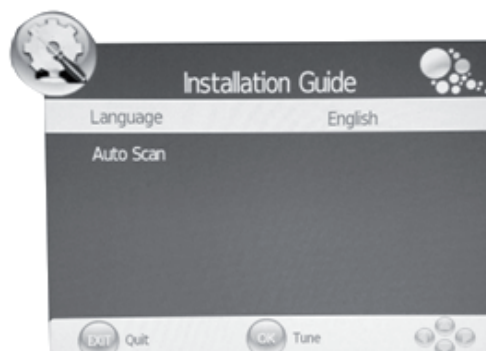 Installation Guide
Language English
Auto Scan
EXIT Quit OK Tune